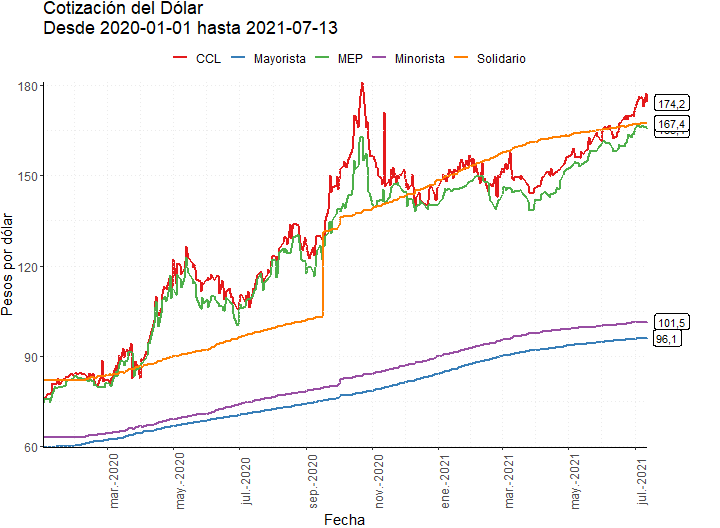 Cotización del Dólar
Desde 2020-01-01 hasta 2021-07-13
CCL Mayorista MEP Minorista Solidario
Pesos por dólar
180
150
120
90
60
174,2
167,4
101,5
96,1
mar.-2020 may.-2020 jul.-2020 sep.-2020 nov.-2020 ene.-2021 mar.-2021 may.-2021 jul.-2021
Fecha